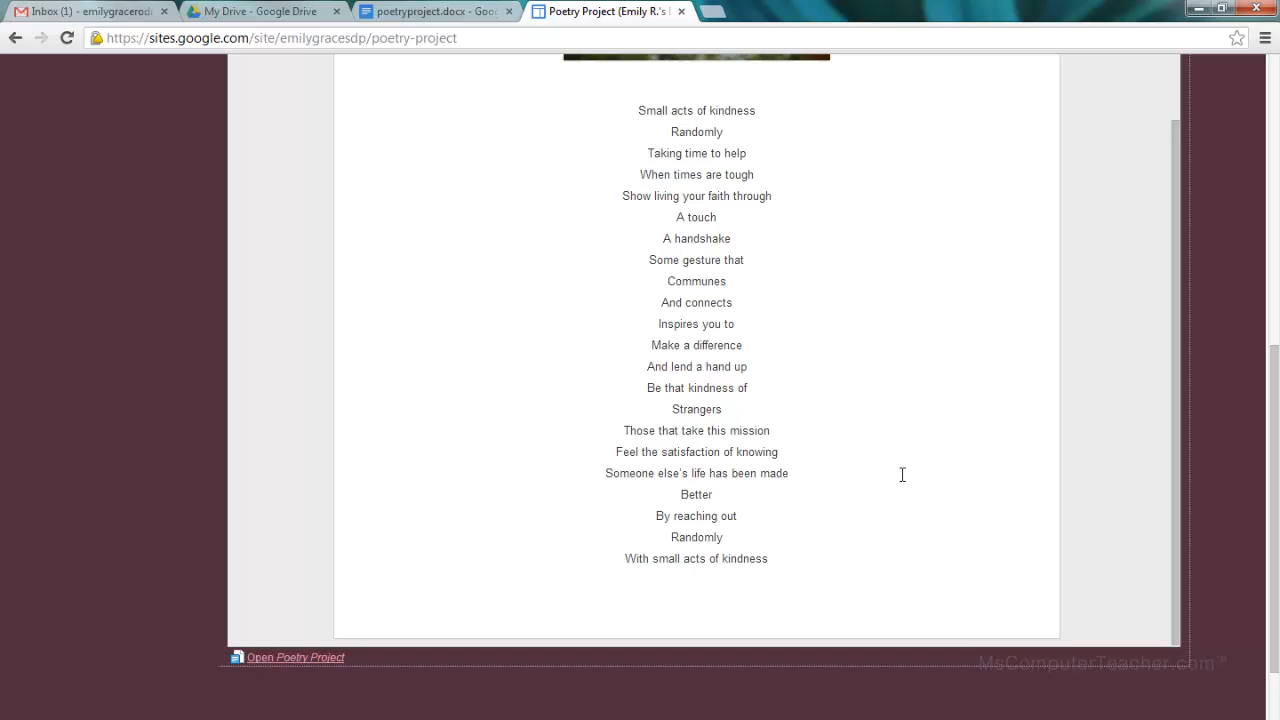 Inbox (1) - emilygracerod
My Drive - Google Drive
poetryproject.docx - Goo
Poetry Project (Emily R.'s
https://sites.google.com/site/emilygracesdp/poetry-project
Small acts of kindness
Randomly
Taking time to help
When times are tough
Show living your faith through
A touch
A handshake
Some gesture that
Communes
And connects
Inspires you to
Make a difference
And lend a hand up
Be that kindness of
Strangers
Those that take this mission
Feel the satisfaction of knowing
Someone else's life has been made
Better
By reaching out
Randomly
With small acts of kindness
Open Poetry Project
MsComputerTeacher.com™